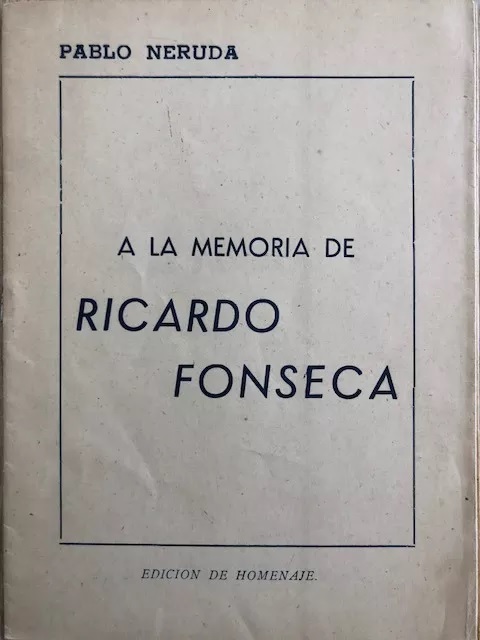 PABLO NERUDA
A LA MEMORIA DE
RICARDO
FONSECA
EDICION DE HOMENAJE.